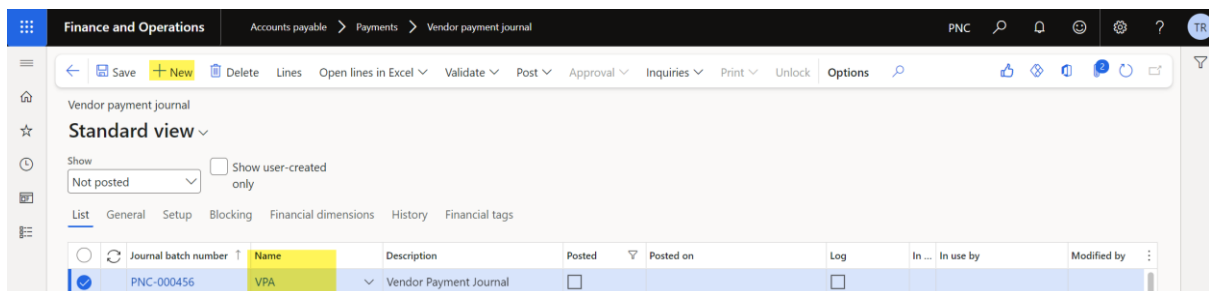 Finance and Operations Accounts payable Payments Vendor payment journal PNC ? TR
Save + New Delete Lines Open lines in Excel Validate Post Approval Inquiries Print Unlock Options 2
Vendor payment journal
Standard view
Show
Show user-created only
Not posted
List General Setup Blocking Financial dimensions History Financial tags
Journal batch number ↑ Name Description Posted Posted on Log In ... In use by Modified by
PNC-000456 VPA Vendor Payment Journal